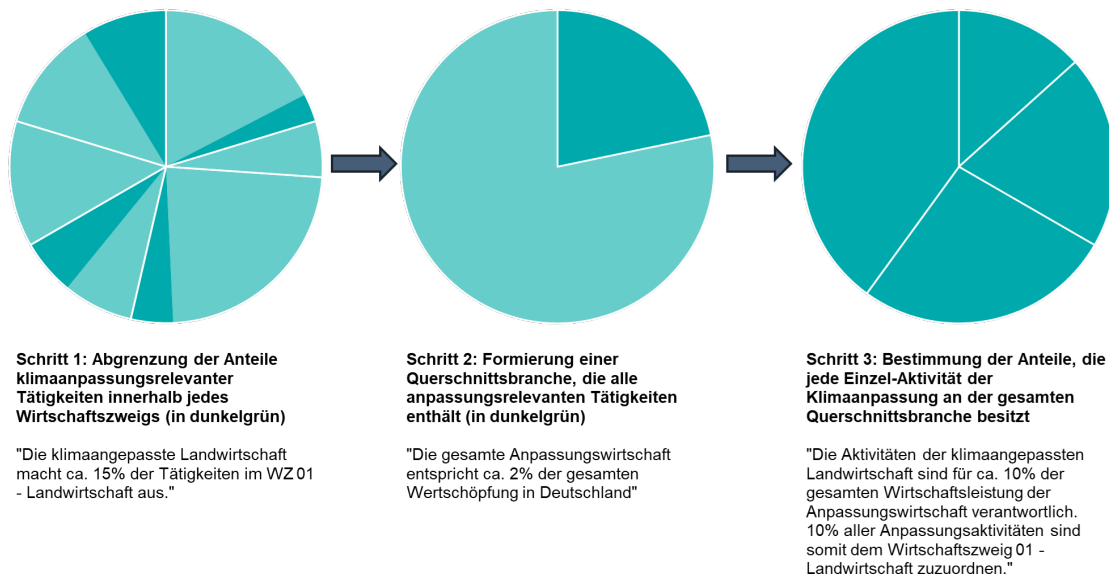 Schritt 1: Abgrenzung der Anteile
klimaanpassungsrelevanter
Tätigkeiten innerhalb jedes
Wirtschaftszweigs (in dunkelgrün)
"Die klimaangepasste Landwirtschaft
macht ca. 15% der Tätigkeiten im WZ 01
- Landwirtschaft aus."
Schritt 2: Formierung einer
Querschnittsbranche, die alle
anpassungsrelevanten Tätigkeiten
enthält (in dunkelgrün)
"Die gesamte Anpassungswirtschaft
entspricht ca. 2% der gesamten
Wertschöpfung in Deutschland"
Schritt 3: Bestimmung der Anteile, die
jede Einzel-Aktivität der
Klimaanpassung an der gesamten
Querschnittsbranche besitzt
"Die Aktivitäten der klimaangepassten
Landwirtschaft sind für ca. 10% der
gesamten Wirtschaftsleistung der
Anpassungswirtschaft verantwortlich.
10% aller Anpassungsaktivitäten sind
somit dem Wirtschaftszweig 01 -
Landwirtschaft zuzuordnen."